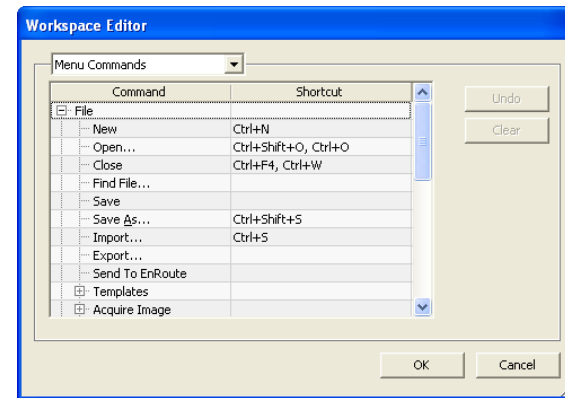 Workspace Editor
Menu Commands
Command Shortcut
File
New Ctrl+N
Open... Ctrl+Shift+O, Ctrl+O
Close Ctrl+F4, Ctrl+W
Find File...
Save
Save As... Ctrl+Shift+S
Import... Ctrl+S
Export...
Send To EnRoute
Templates
Acquire Image
Undo
Clear
OK Cancel